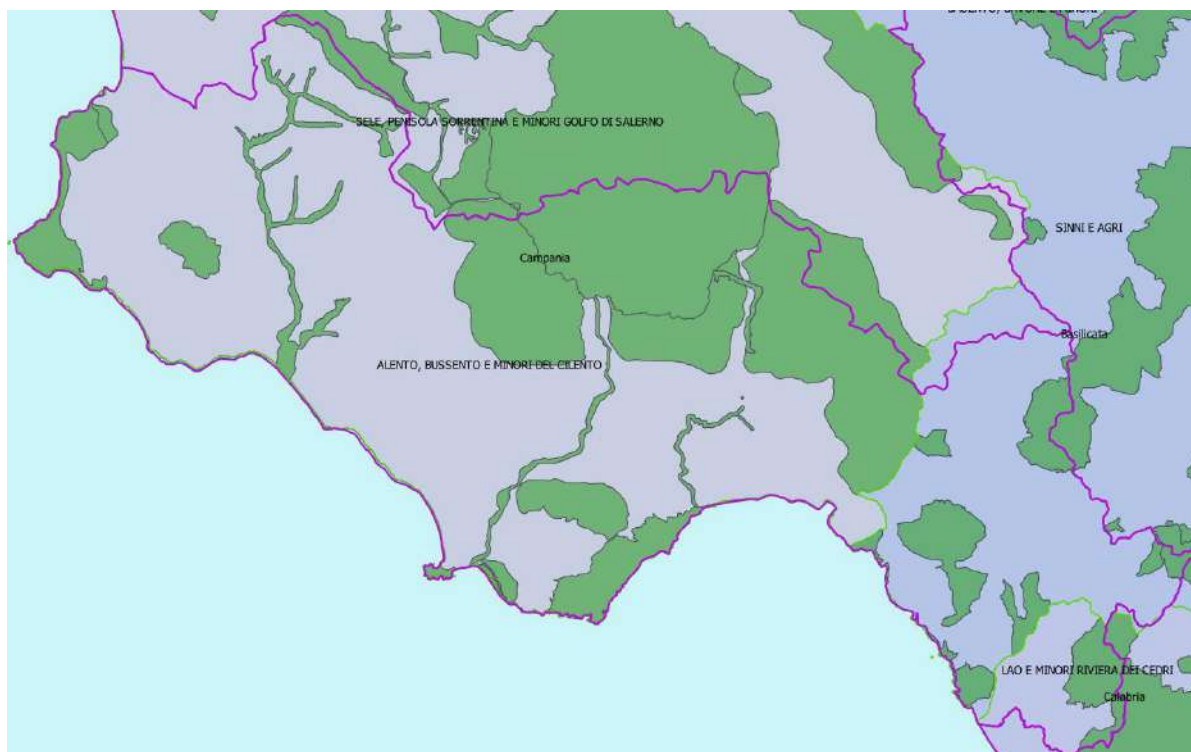 SELE, PENISOLA SORRENTINA E MINORI GOLFO DI SALERNO
SINNI E AGRI
Campania
Basilicata
ALENTO, BUSSENTO E MINORI DEL CILENTO
LAO E MINORI RIVIERA DEI CEDRI
Calabria